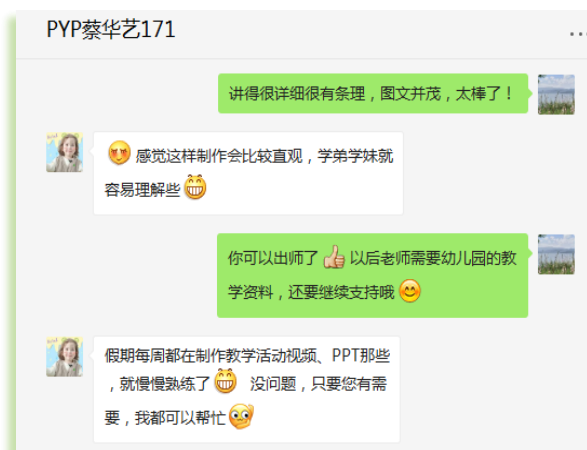 PYP蔡华艺171
讲得很详细很有条理，图文并茂，太棒了！
感觉这样制作会比较直观，学弟学妹就
容易理解些
你可以出师了 以后老师需要幼儿园的教
学资料，还要继续支持哦
假期每周都在制作教学活动视频、PPT那些
，就慢慢熟练了 没问题，只要您有需
要，我都可以帮忙